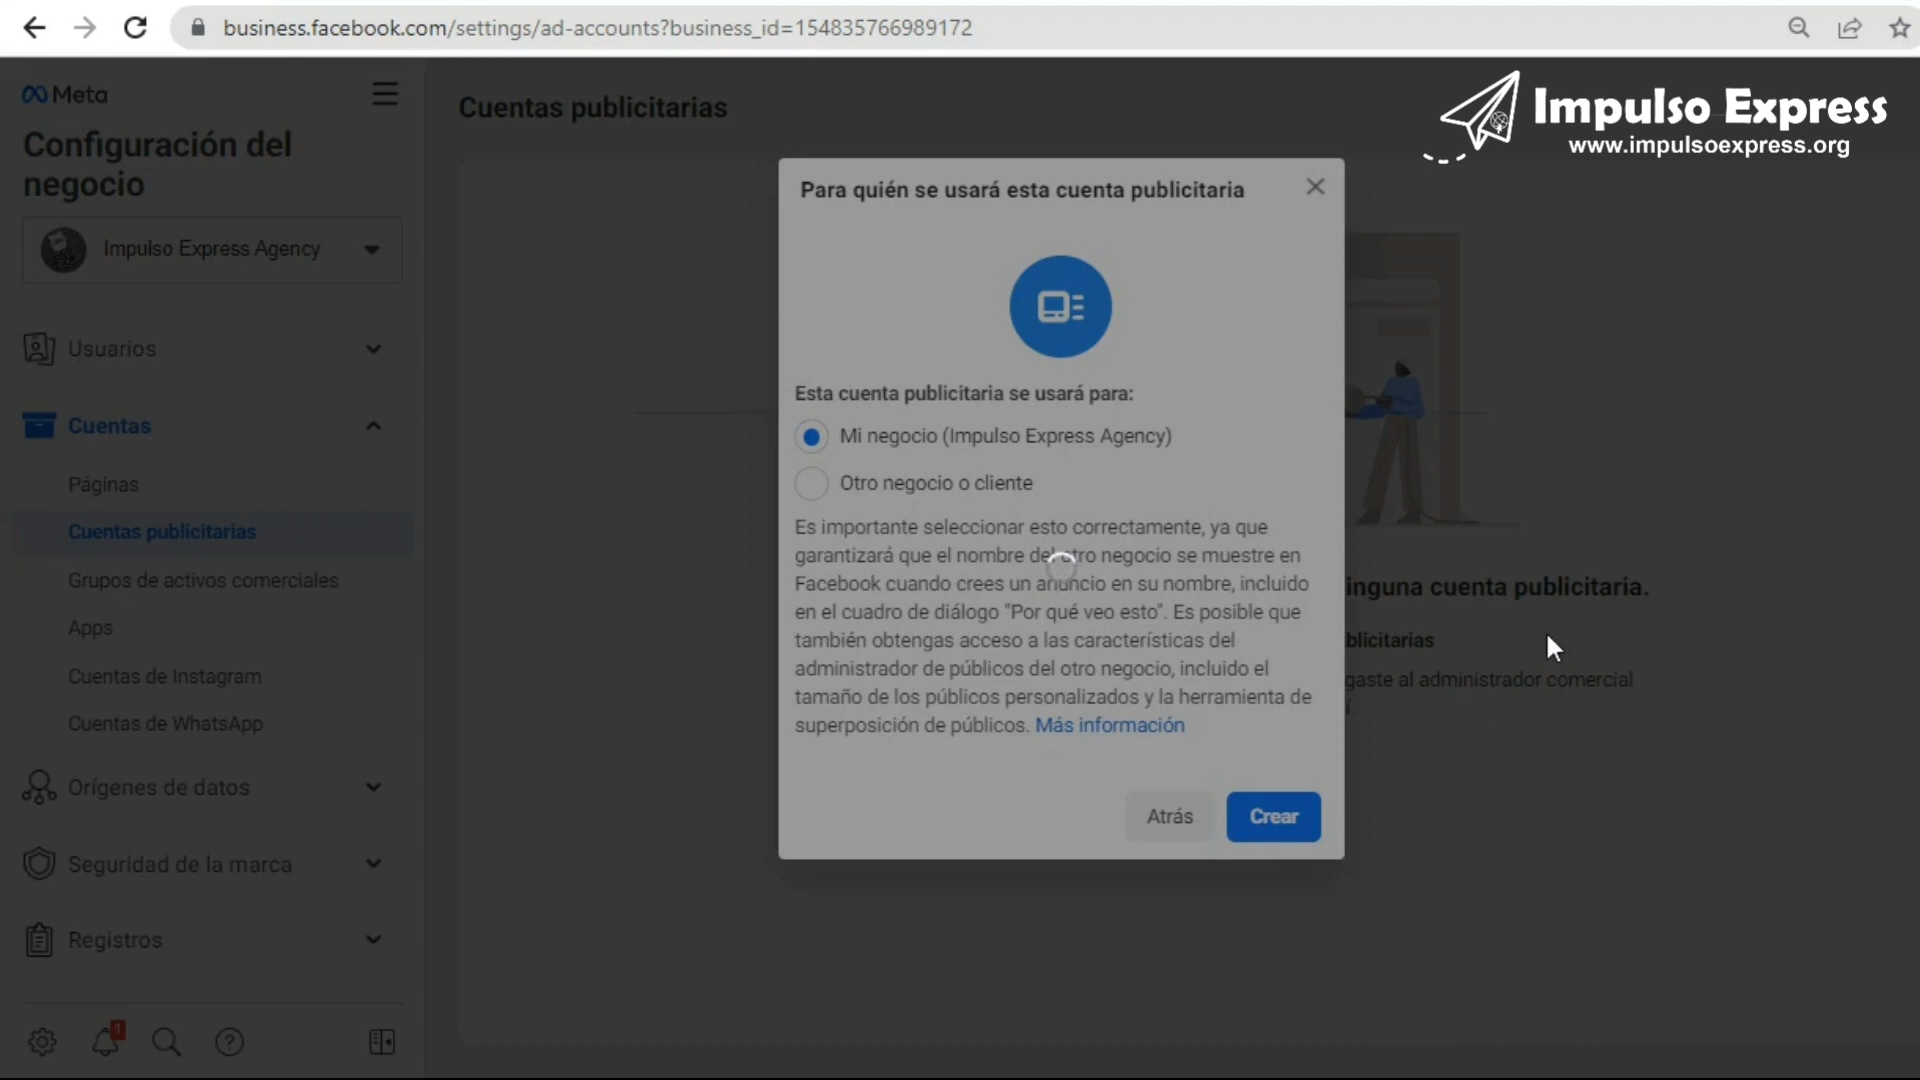 business.facebook.com/settings/ad-accounts?business_id=154835766989172
Meta
Configuración del
negocio
Impulso Express Agency
Usuarios
Cuentas
Páginas
Cuentas publicitarias
Grupos de activos comerciales
Apps
Cuentas de Instagram
Cuentas de WhatsApp
Orígenes de datos
Seguridad de la marca
Registros
1
Cuentas publicitarias
Impulso Express
www.impulsoexpress.org
Para quién se usará esta cuenta publicitaria
Esta cuenta publicitaria se usará para:
Mi negocio (Impulso Express Agency)
Otro negocio o cliente
Es importante seleccionar esto correctamente, ya que
garantizará que el nombre del otro negocio se muestre en
Facebook cuando crees un anuncio en su nombre, incluido
en el cuadro de diálogo "Por qué veo esto". Es posible que
también obtengas acceso a las características del
administrador de públicos del otro negocio, incluido el
tamaño de los públicos personalizados y la herramienta de
superposición de públicos. Más información
Atrás
Crear
inguna cuenta publicitaria.
blicitarias
gaste al administrador comercial
í.